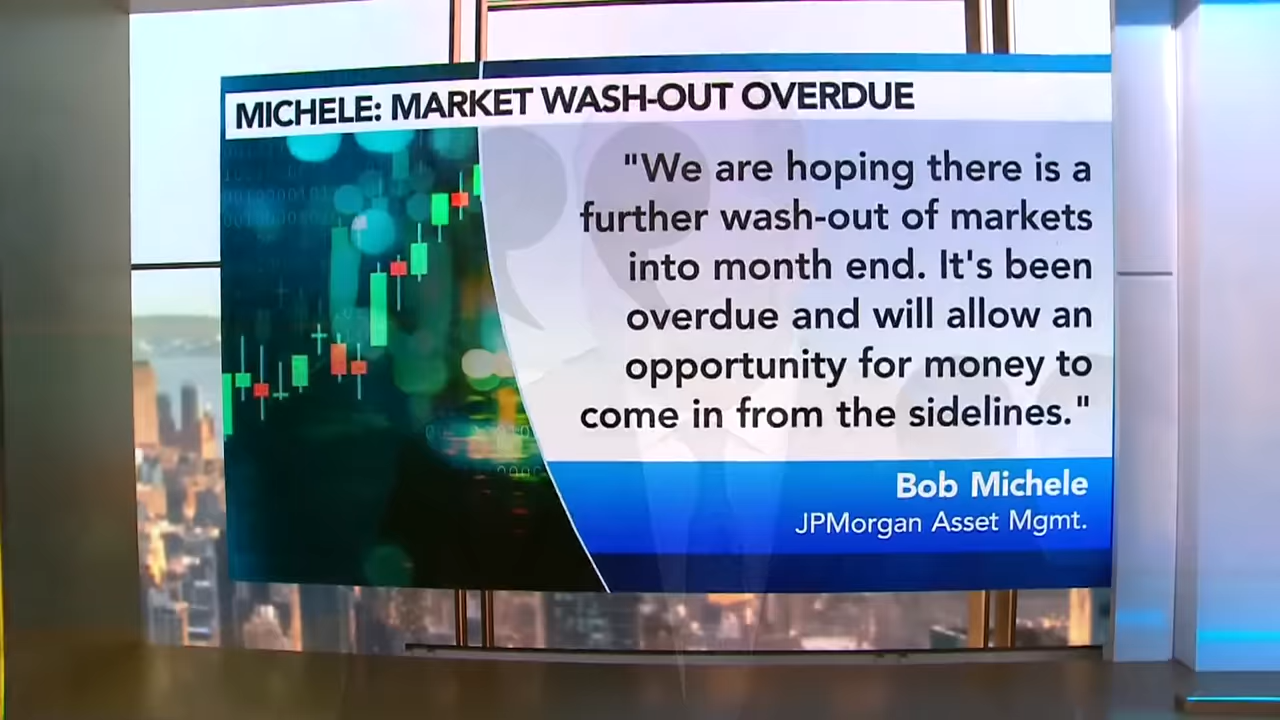 MICHELE: MARKET WASH-OUT OVERDUE
"We are hoping there is a
further wash-out of markets
into month end. It's been
overdue and will allow an
opportunity for money to
come in from the sidelines."
Bob Michele
JPMorgan Asset Mgmt.